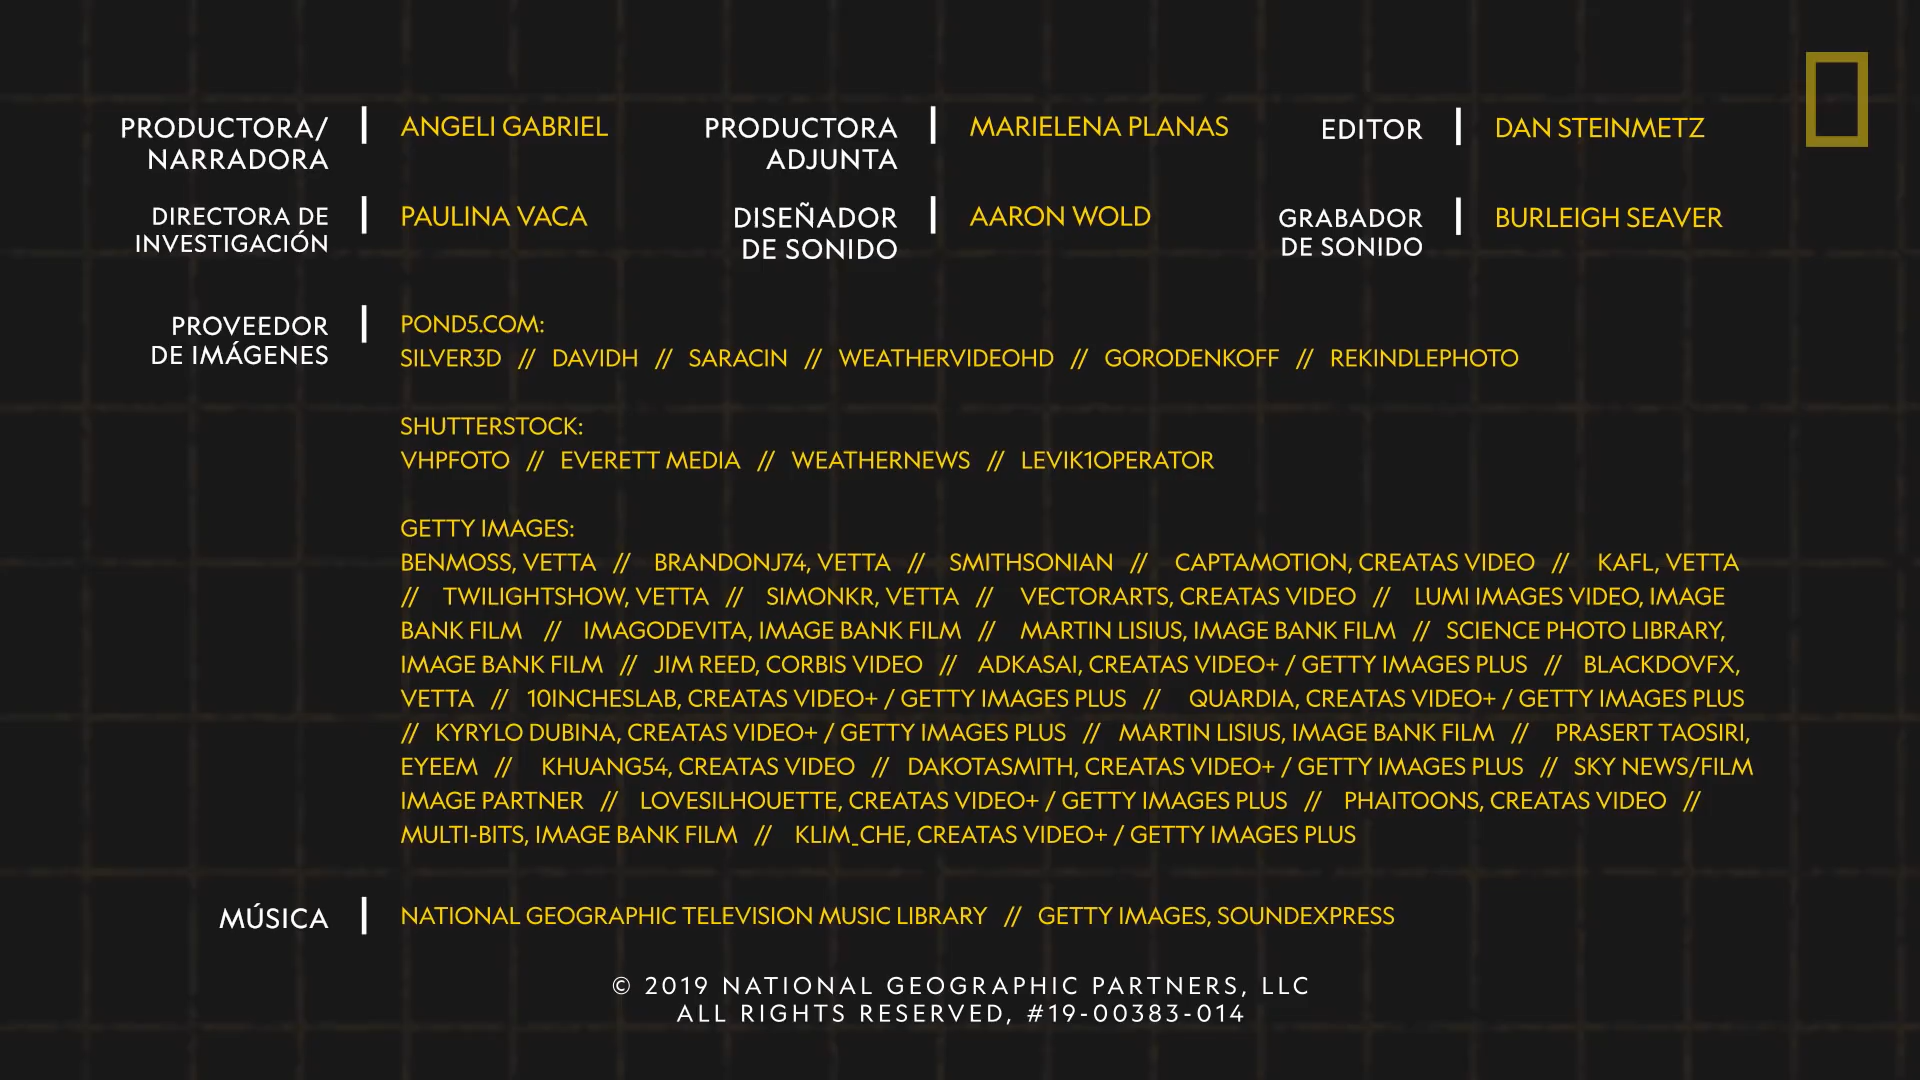 PRODUCTORA/
NARRADORA
ANGELI GABRIEL
PRODUCTORA
ADJUNTA
MARIELENA PLANAS
EDITOR
DAN STEINMETZ
DIRECTORA DE
INVESTIGACIÓN
PAULINA VACA
DISEÑADOR
DE SONIDO
AARON WOLD
GRABADOR
DE SONIDO
BURLEIGH SEAVER
PROVEEDOR
DE IMÁGENES
POND5.COM:
SILVER3D // DAVIDH // SARACIN // WEATHERVIDEOHD // GORODENKOFF // REKINDLEPHOTO
SHUTTERSTOCK:
VHPFOTO // EVERETT MEDIA // WEATHERNEWS // LEVIK1OPERATOR
GETTY IMAGES:
BENMOSS, VETTA // BRANDONJ74, VETTA // SMITHSONIAN // CAPTAMOTION, CREATAS VIDEO // KAFL, VETTA
// TWILIGHTSHOW, VETTA // SIMONKR, VETTA // VECTORARTS, CREATAS VIDEO // LUMI IMAGES VIDEO, IMAGE
BANK FILM // IMAGODEVITA, IMAGE BANK FILM // MARTIN LISIUS, IMAGE BANK FILM // SCIENCE PHOTO LIBRARY,
IMAGE BANK FILM // JIM REED, CORBIS VIDEO // ADKASAI, CREATAS VIDEO+ / GETTY IMAGES PLUS // BLACKDOVFX,
VETTA // 10INCHESLAB, CREATAS VIDEO+ / GETTY IMAGES PLUS // QUARDIA, CREATAS VIDEO+ / GETTY IMAGES PLUS
// KYRYLO DUBINA, CREATAS VIDEO+ / GETTY IMAGES PLUS // MARTIN LISIUS, IMAGE BANK FILM // PRASERT TAOSIRI,
EYEEM // KHUANG54, CREATAS VIDEO // DAKOTASMITH, CREATAS VIDEO+ / GETTY IMAGES PLUS // SKY NEWS/FILM
IMAGE PARTNER // LOVESILHOUETTE, CREATAS VIDEO+ / GETTY IMAGES PLUS // PHAITOONS, CREATAS VIDEO //
MULTI-BITS, IMAGE BANK FILM // KLIM_CHE, CREATAS VIDEO+ / GETTY IMAGES PLUS
MÚSICA
NATIONAL GEOGRAPHIC TELEVISION MUSIC LIBRARY // GETTY IMAGES, SOUNDEXPRESS
© 2019 NATIONAL GEOGRAPHIC PARTNERS, LLC
ALL RIGHTS RESERVED, #19-00383-014